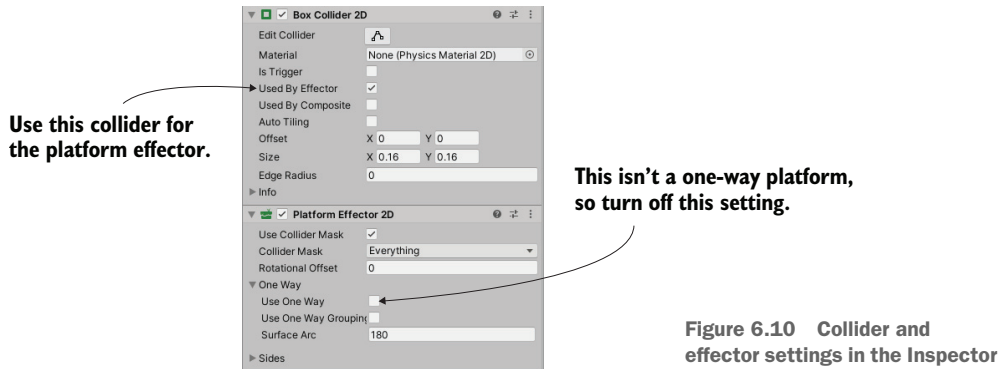 Box Collider 2D
Edit Collider
Material None (Physics Material 2D)
Is Trigger
Used By Effector
Used By Composite
Auto Tiling
Offset X 0 Y 0
Size X 0.16 Y 0.16
Edge Radius 0
Info
Use this collider for
the platform effector.
Platform Effector 2D
Use Collider Mask
Collider Mask Everything
Rotational Offset 0
One Way
Use One Way
Use One Way Grouping
Surface Arc 180
Sides
This isn't a one-way platform,
so turn off this setting.
Figure 6.10 Collider and
effector settings in the Inspector